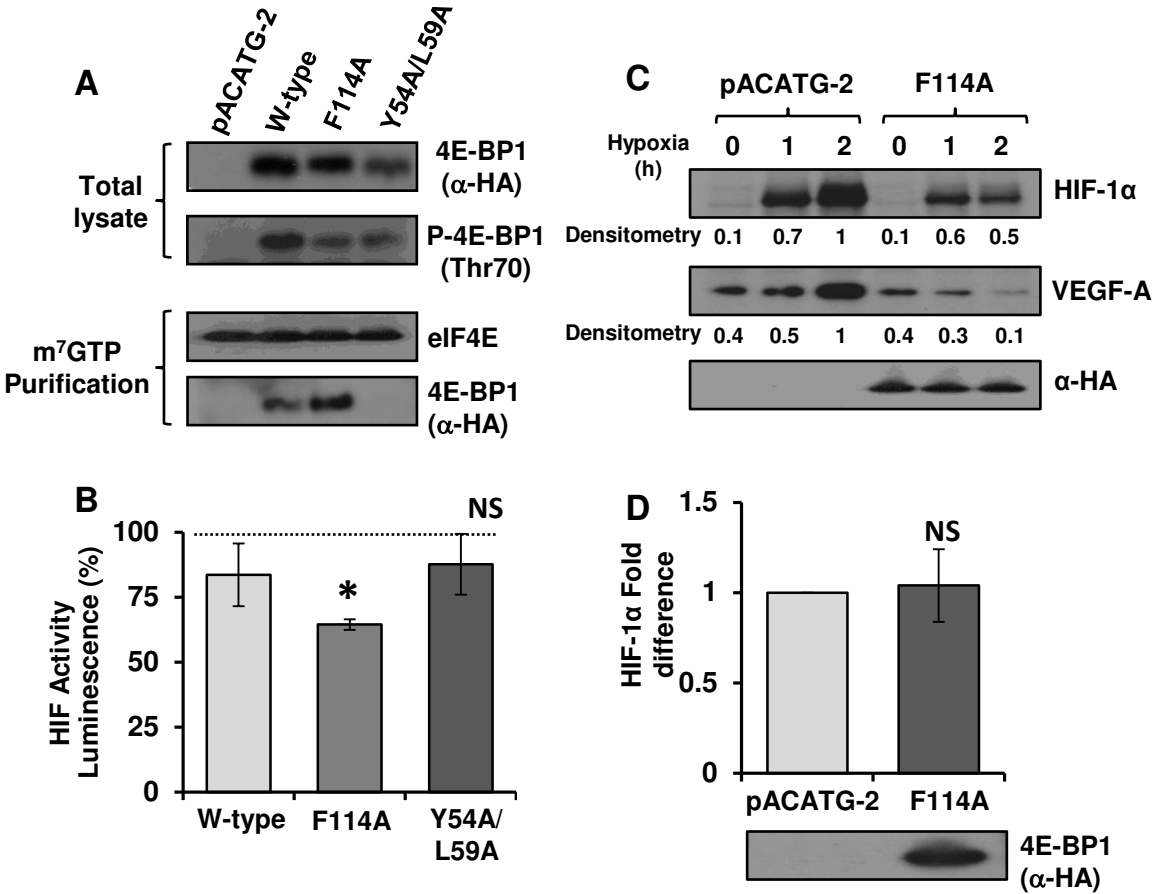 A
pACATG-2
W-type
F114A
Y54A/L59A
Total
lysate
4E-BP1
(α-HA)
P-4E-BP1
(Thr70)
m⁷GTP
Purification
eIF4E
4E-BP1
(α-HA)
B
NS
HIF Activity
Luminescence (%)
100
75
50
25
0
*
W-type F114A Y54A/
L59A
C
pACATG-2 F114A
Hypoxia
(h)
0 1 2 0 1 2
HIF-1α
Densitometry 0.1 0.7 1 0.1 0.6 0.5
VEGF-A
Densitometry 0.4 0.5 1 0.4 0.3 0.1
α-HA
D
HIF-1α Fold
difference
1.5
1
0.5
0
NS
pACATG-2 F114A
4E-BP1
(α-HA)